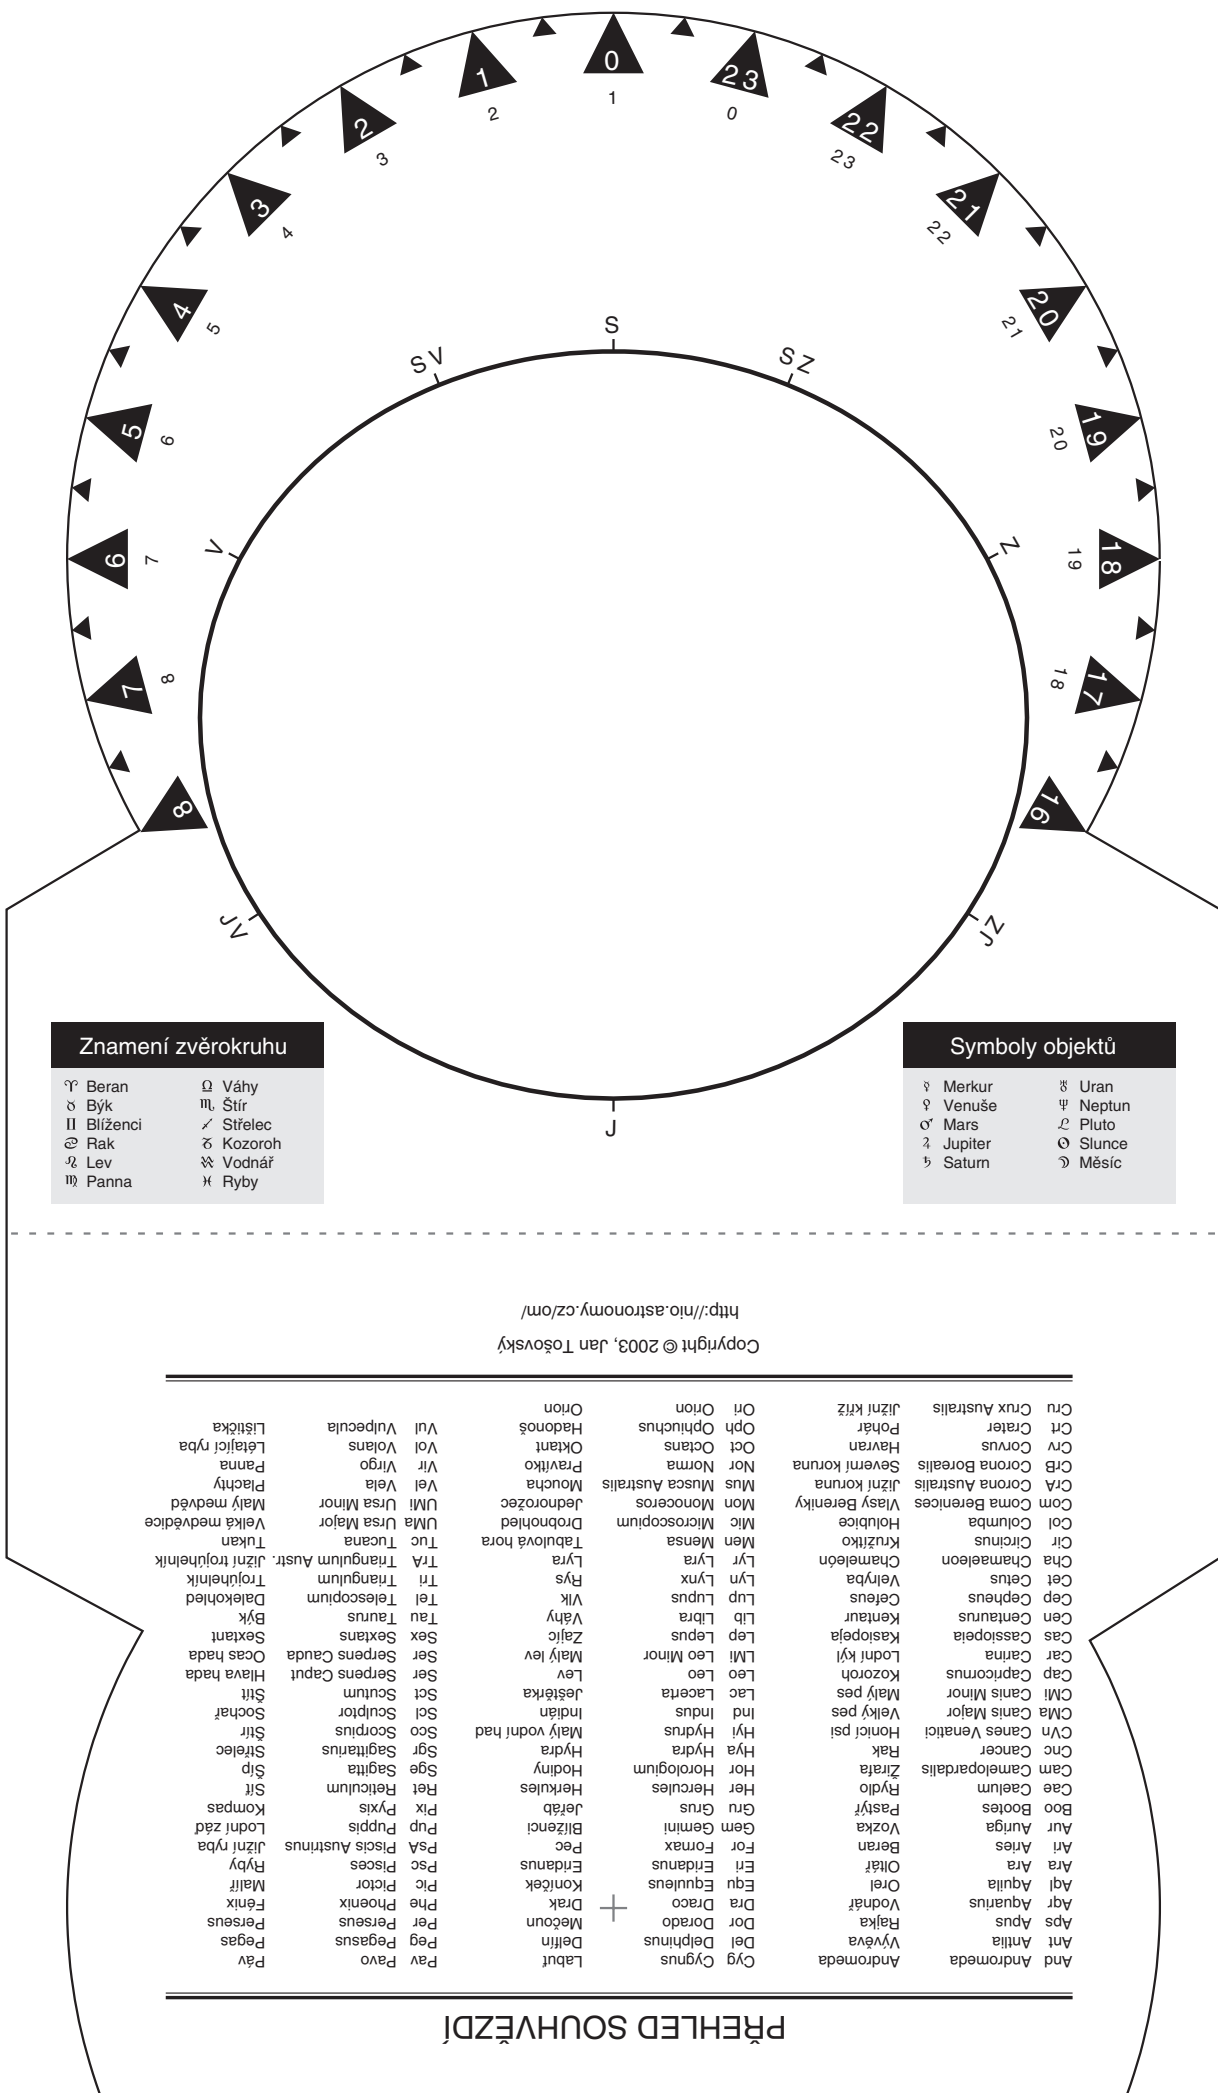 0
1
23
0
22
23
21
22
20
21
19
20
18
19
17
18
16
1
2
2
3
3
4
4
5
5
6
6
7
7
8
8
S
SV
SZ
V
Z
JV
JZ
J
Znamení zvěrokruhu
♈ Beran ♎ Váhy
♉ Býk ♏ Štír
♊ Blíženci ♐ Střelec
♋ Rak ♑ Kozoroh
♌ Lev ♒ Vodnář
♍ Panna ♓ Ryby
Symboly objektů
☿ Merkur ♅ Uran
♀ Venuše ♆ Neptun
♂ Mars ♇ Pluto
♃ Jupiter ☉ Slunce
♄ Saturn ☽ Měsíc
PŘEHLED SOUHVĚZDÍ
And Andromeda Andromeda Cyg Cygnus Labuť Pav Pavo Páv
Ant Antlia Vývěva Del Delphinus Delfín Peg Pegasus Pegas
Aps Apus Rajka Dor Dorado Mečoun Per Perseus Perseus
Aqr Aquarius Vodnář Dra Draco Drak Phe Phoenix Fénix
Aql Aquila Orel Equ Equuleus Koníček Pic Pictor Malíř
Ara Ara Oltář Eri Eridanus Eridanus Psc Pisces Ryby
Ari Aries Beran For Fornax Pec PsA Piscis Austrinus Jižní ryba
Aur Auriga Vozka Gem Gemini Blíženci Pup Puppis Lodní záď
Boo Bootes Pastýř Gru Grus Jeřáb Pix Pyxis Kompas
Cae Caelum Rydlo Her Hercules Herkules Ret Reticulum Síť
Cam Camelopardalis Žirafa Hor Horologium Hodiny Sge Sagitta Šíp
Cnc Cancer Rak Hya Hydra Hydra Sgr Sagittarius Střelec
CVn Canes Venatici Honicí psi Hyi Hydrus Malý vodní had Sco Scorpius Štír
CMa Canis Major Velký pes Ind Indus Indián Scl Sculptor Sochař
CMi Canis Minor Malý pes Lac Lacerta Ještěrka Sct Scutum Štít
Cap Capricornus Kozoroh Leo Leo Lev Ser Serpens Caput Hlava hada
Car Carina Lodní kýl LMi Leo Minor Malý lev Ser Serpens Cauda Ocas hada
Cas Cassiopeia Kasiopeja Lep Lepus Zajíc Sex Sextans Sextant
Cen Centaurus Kentaur Lib Libra Váhy Tau Taurus Býk
Cep Cepheus Cefeus Lup Lupus Vlk Tel Telescopium Dalekohled
Cet Cetus Velryba Lyn Lynx Rys Tri Triangulum Trojúhelník
Cha Chamaeleon Chameleón Lyr Lyra Lyra TrA Triangulum Austr. Jižní trojúhelník
Cir Circinus Kružítko Men Mensa Tabulová hora Tuc Tucana Tukan
Col Columba Holubice Mic Microscopium Drobnohled UMa Ursa Major Velká medvědice
Com Coma Berenices Vlasy Bereniky Mon Monoceros Jednorožec UMi Ursa Minor Malý medvěd
CrA Corona Australis Jižní koruna Mus Musca Australis Moucha Vel Vela Plachty
CrB Corona Borealis Severní koruna Nor Norma Pravítko Vir Virgo Panna
Crv Corvus Havran Oct Octans Oktant Vol Volans Létající ryba
Crt Crater Pohár Oph Ophiuchus Hadonoš Vul Vulpecula Lištička
Cru Crux Australis Jižní kříž Ori Orion Orion
Copyright © 2003, Jan Tošovský
http://nio.astronomy.cz/om/